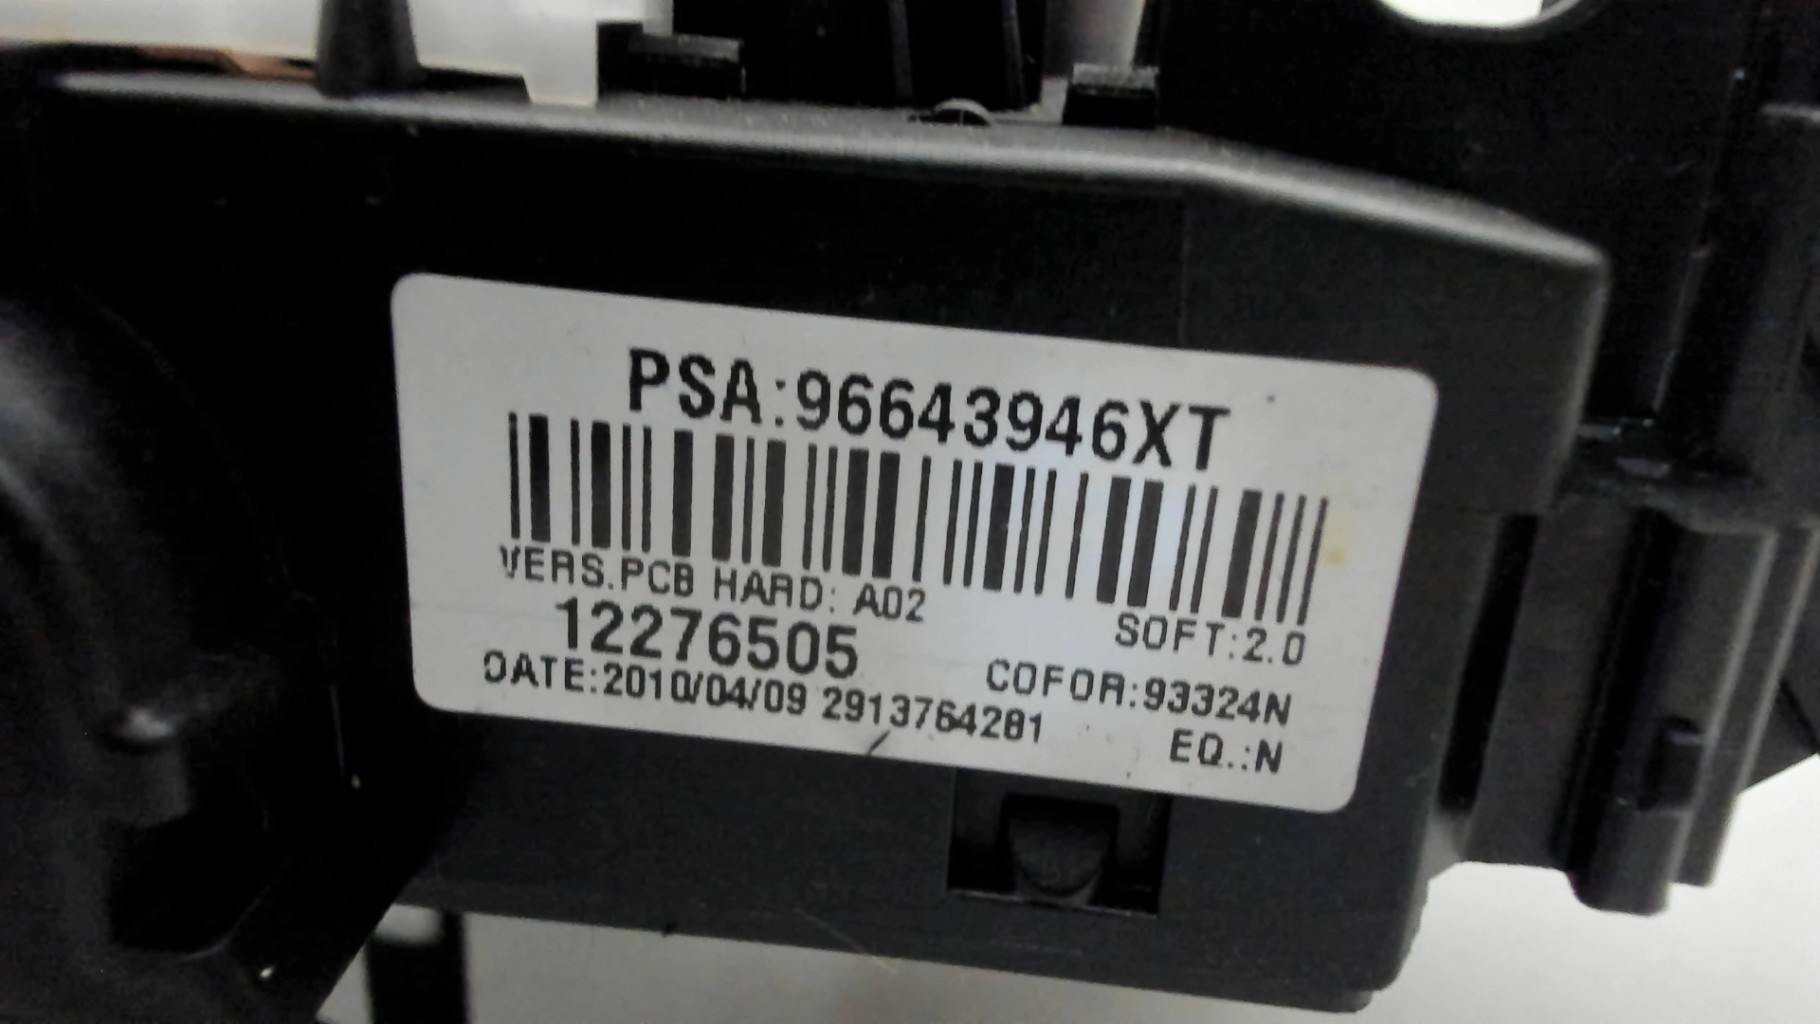 PSA:96643946XT
VERS.PCB HARD: A02
SOFT:2.0
12276505
COFOR:93324N
DATE:2010/04/09 2913764281
EQ.:N